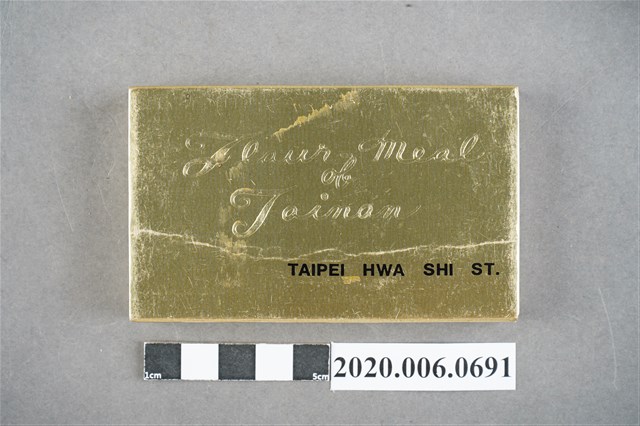 Flour-Meal
of
Tainan
TAIPEI HWA SHI ST.
1cm
5cm
2020.006.0691